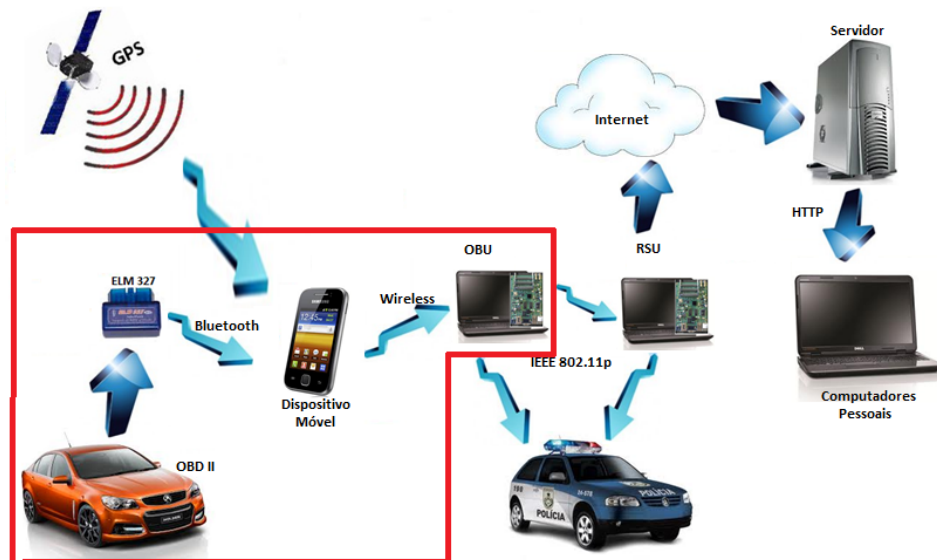 GPS
Servidor
Internet
HTTP
RSU
OBU
ELM 327
Wireless
Bluetooth
IEEE 802.11p
Dispositivo
Móvel
Computadores
Pessoais
OBD II
POLÍCIA
POLÍCIA